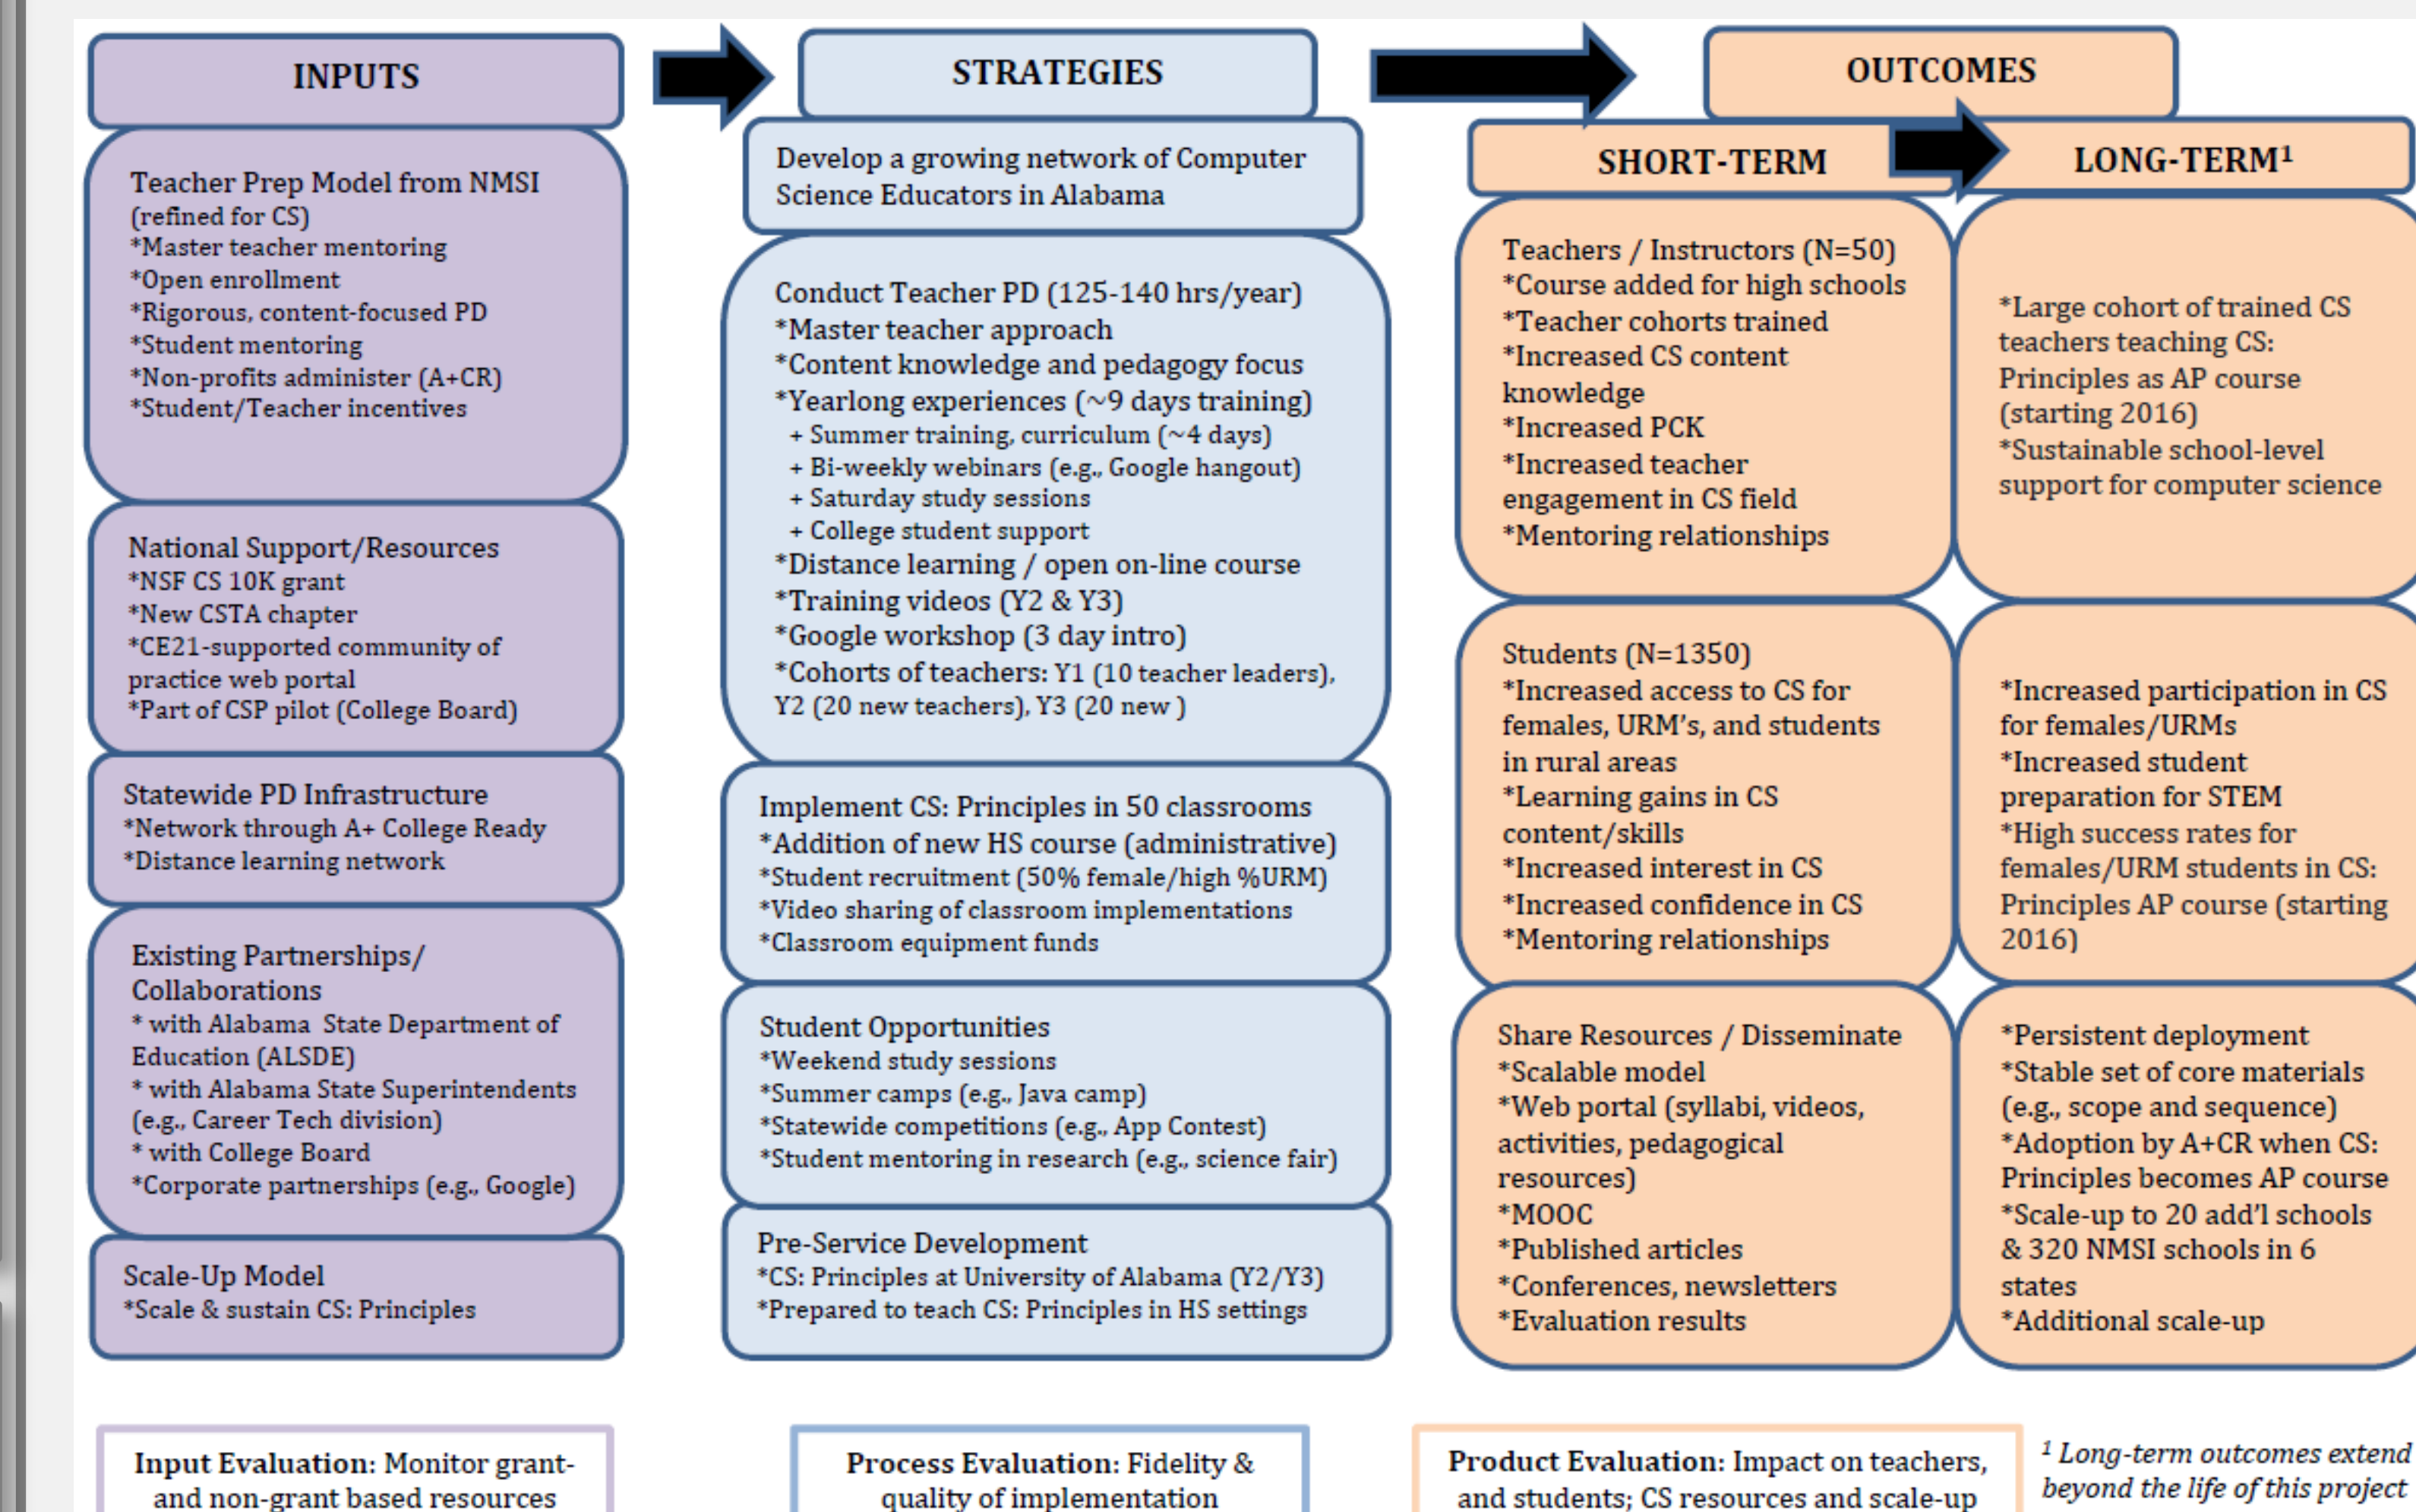 INPUTS
Teacher Prep Model from NMSI
(refined for CS)
*Master teacher mentoring
*Open enrollment
*Rigorous, content-focused PD
*Student mentoring
*Non-profits administer (A+CR)
*Student/Teacher incentives
National Support/Resources
*NSF CS 10K grant
*New CSTA chapter
*CE21-supported community of
practice web portal
*Part of CSP pilot (College Board)
Statewide PD Infrastructure
*Network through A+ College Ready
*Distance learning network
Existing Partnerships/
Collaborations
* with Alabama State Department of
Education (ALSDE)
* with Alabama State Superintendents
(e.g., Career Tech division)
* with College Board
*Corporate partnerships (e.g., Google)
Scale-Up Model
*Scale & sustain CS: Principles
Input Evaluation: Monitor grant-
and non-grant based resources
STRATEGIES
Develop a growing network of Computer
Science Educators in Alabama
Conduct Teacher PD (125-140 hrs/year)
*Master teacher approach
*Content knowledge and pedagogy focus
*Yearlong experiences (~9 days training)
+ Summer training, curriculum (~4 days)
+ Bi-weekly webinars (e.g., Google hangout)
+ Saturday study sessions
+ College student support
*Distance learning / open on-line course
*Training videos (Y2 & Y3)
*Google workshop (3 day intro)
*Cohorts of teachers: Y1 (10 teacher leaders),
Y2 (20 new teachers), Y3 (20 new )
Implement CS: Principles in 50 classrooms
*Addition of new HS course (administrative)
*Student recruitment (50% female/high %URM)
*Video sharing of classroom implementations
*Classroom equipment funds
Student Opportunities
*Weekend study sessions
*Summer camps (e.g., Java camp)
*Statewide competitions (e.g., App Contest)
*Student mentoring in research (e.g., science fair)
Pre-Service Development
*CS: Principles at University of Alabama (Y2/Y3)
*Prepared to teach CS: Principles in HS settings
Process Evaluation: Fidelity &
quality of implementation
OUTCOMES
SHORT-TERM
Teachers / Instructors (N=50)
*Course added for high schools
*Teacher cohorts trained
*Increased CS content
knowledge
*Increased PCK
*Increased teacher
engagement in CS field
*Mentoring relationships
Students (N=1350)
*Increased access to CS for
females, URM's, and students
in rural areas
*Learning gains in CS
content/skills
*Increased interest in CS
*Increased confidence in CS
*Mentoring relationships
Share Resources / Disseminate
*Scalable model
*Web portal (syllabi, videos,
activities, pedagogical
resources)
*MOOC
*Published articles
*Conferences, newsletters
*Evaluation results
Product Evaluation: Impact on teachers,
and students; CS resources and scale-up
LONG-TERM¹
*Large cohort of trained CS
teachers teaching CS:
Principles as AP course
(starting 2016)
*Sustainable school-level
support for computer science
*Increased participation in CS
for females/URMs
*Increased student
preparation for STEM
*High success rates for
females/URM students in CS:
Principles AP course (starting
2016)
*Persistent deployment
*Stable set of core materials
(e.g., scope and sequence)
*Adoption by A+CR when CS:
Principles becomes AP course
*Scale-up to 20 add'l schools
& 320 NMSI schools in 6
states
*Additional scale-up
¹ Long-term outcomes extend
beyond the life of this project